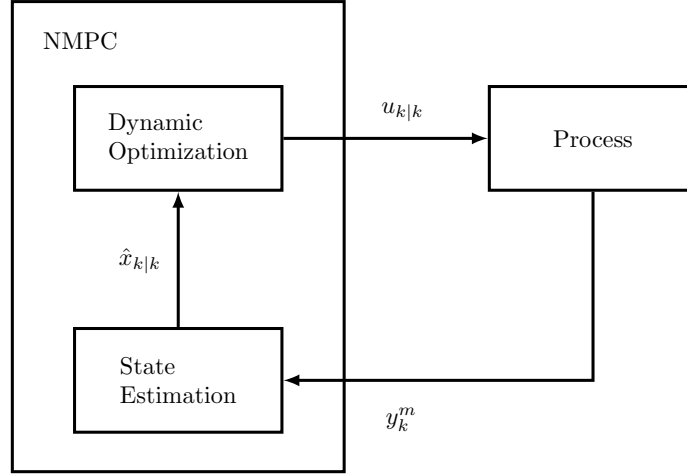 NMPC
Dynamic
Optimization
$u_{k|k}$
Process
$\hat{x}_{k|k}$
State
Estimation
$y_k^m$